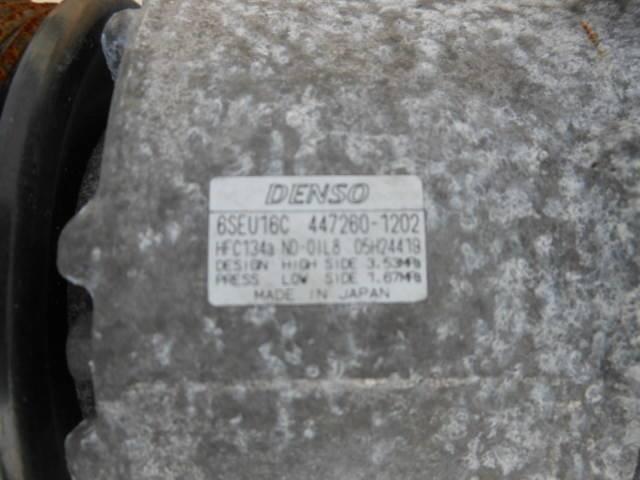 DENSO
6SEU16C 447260-1202
HFC134a ND-OIL8 05H24419
DESIGN HIGH SIDE 3.53MPa
PRESS. LOW SIDE 1.67MPa
MADE IN JAPAN